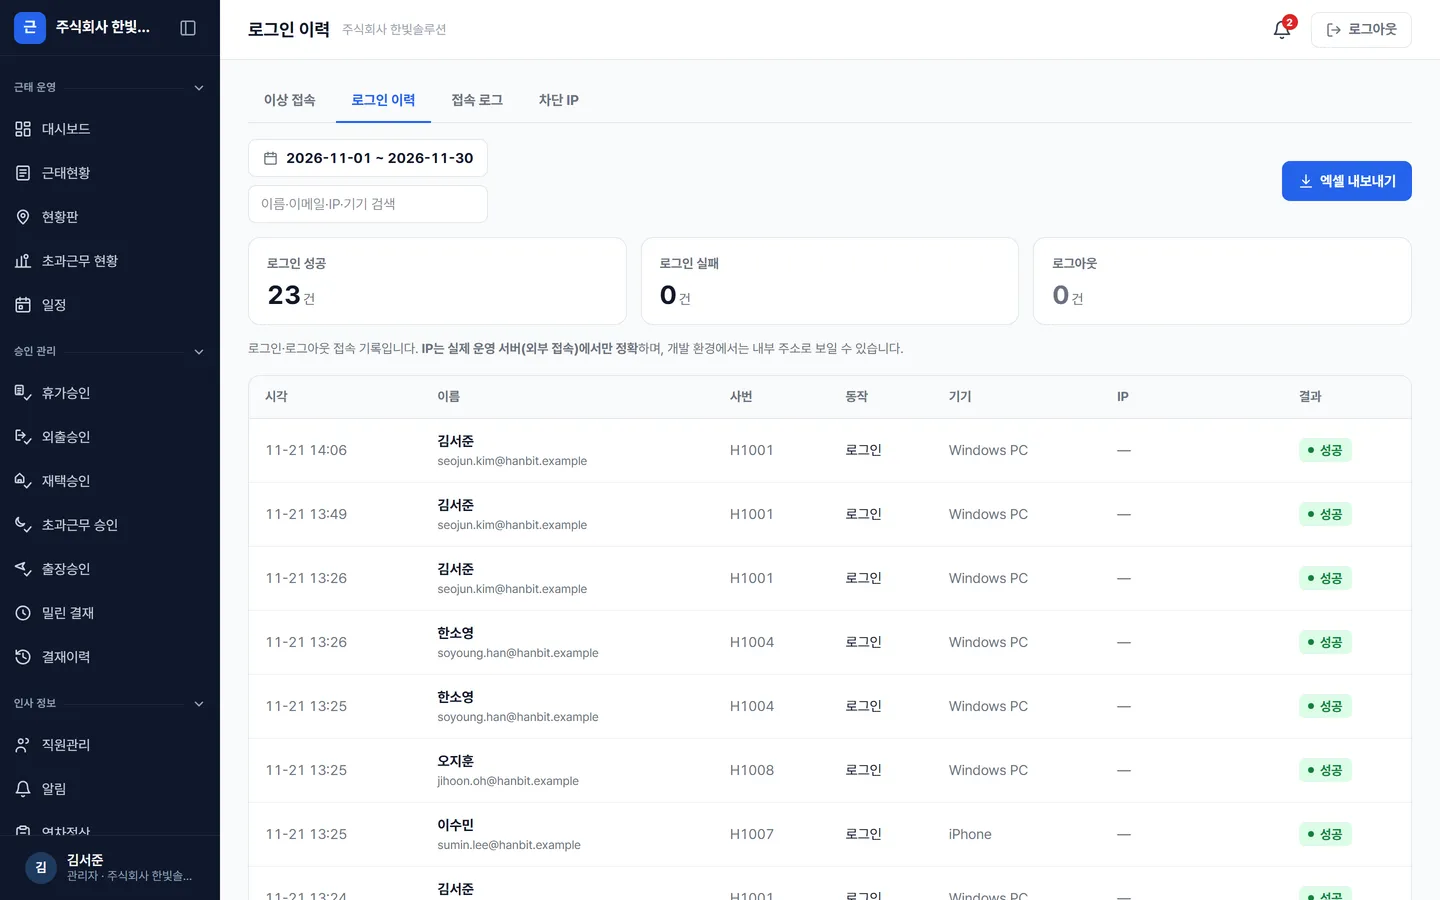 근
주식회사 한빛...
근태 운영
대시보드
근태현황
현황판
초과근무 현황
일정
승인 관리
휴가승인
외출승인
재택승인
초과근무 승인
출장승인
밀린 결재
결재이력
인사 정보
직원관리
알림
연차정산
김
김서준
관리자 · 주식회사 한빛솔...
로그인 이력
주식회사 한빛솔루션
2
로그아웃
이상 접속
로그인 이력
접속 로그
차단 IP
2026-11-01 ~ 2026-11-30
이름·이메일·IP·기기 검색
엑셀 내보내기
로그인 성공
23 건
로그인 실패
0 건
로그아웃
0 건
로그인·로그아웃 접속 기록입니다. IP는 실제 운영 서버(외부 접속)에서만 정확하며, 개발 환경에서는 내부 주소로 보일 수 있습니다.
시각 이름 사번 동작 기기 IP 결과
11-21 14:06 김서준 H1001 로그인 Windows PC — 성공
seojun.kim@hanbit.example
11-21 13:49 김서준 H1001 로그인 Windows PC — 성공
seojun.kim@hanbit.example
11-21 13:26 김서준 H1001 로그인 Windows PC — 성공
seojun.kim@hanbit.example
11-21 13:26 한소영 H1004 로그인 Windows PC — 성공
soyoung.han@hanbit.example
11-21 13:25 한소영 H1004 로그인 Windows PC — 성공
soyoung.han@hanbit.example
11-21 13:25 오지훈 H1008 로그인 Windows PC — 성공
jihoon.oh@hanbit.example
11-21 13:25 이수민 H1007 로그인 iPhone — 성공
sumin.lee@hanbit.example
11-21 13:24 김서준 H1001 로그인 Windows PC — 성공